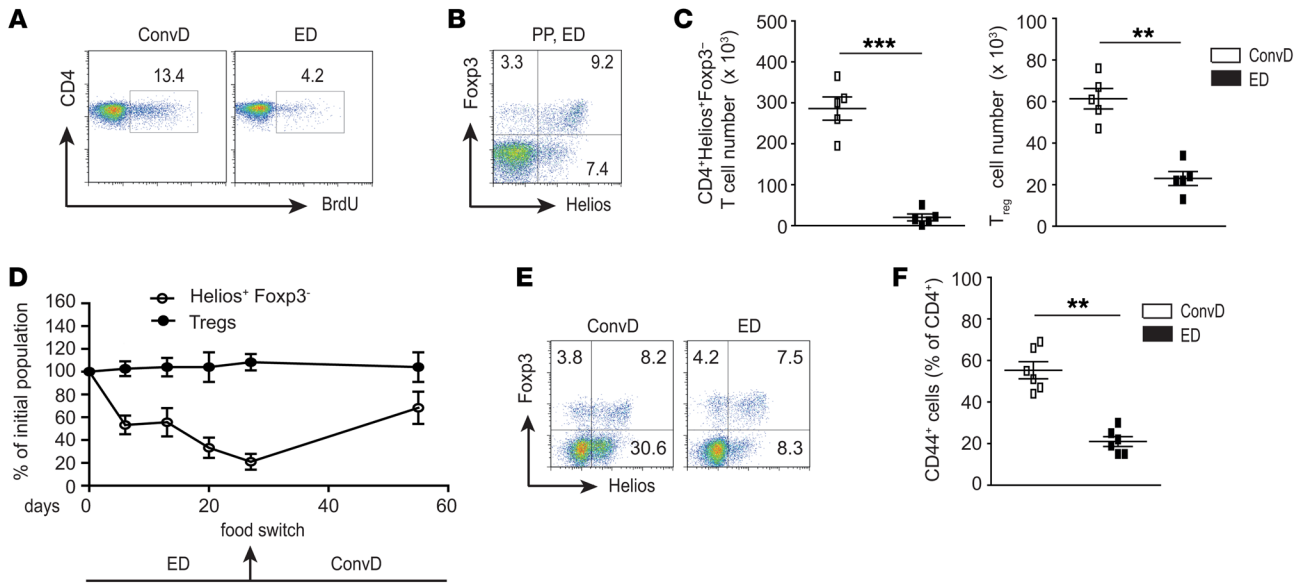 A
ConvD
ED
CD4
13.4
4.2
BrdU
B
PP, ED
Foxp3
3.3
9.2
7.4
Helios
C
CD4⁺Helios⁺Foxp3⁻
T cell number (x 10³)
500
400
300
200
100
0
***
Treg cell number (x 10³)
100
80
60
40
20
0
**
ConvD
ED
D
% of initial population
160
140
120
100
80
60
40
20
0
Helios⁺ Foxp3⁻
Tregs
days
0
20
40
60
food switch
ED
ConvD
E
ConvD
ED
Foxp3
3.8
8.2
30.6
4.2
7.5
8.3
Helios
F
CD44⁺ cells (% of CD4⁺)
100
80
60
40
20
0
**
ConvD
ED